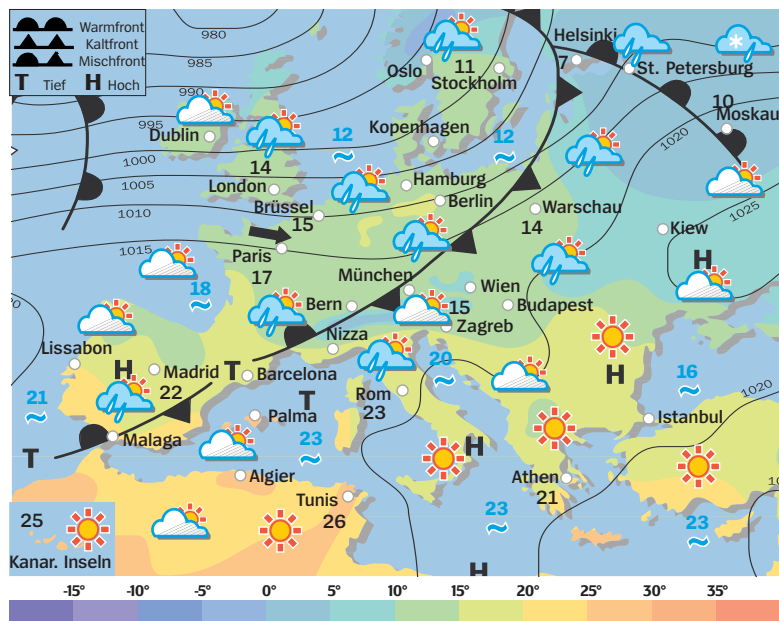 Warmfront
Kaltfront
Mischfront
T Tief H Hoch
980
985
990
995
1000
1005
1010
1015
Helsinki
7
Oslo
11
Stockholm
St. Petersburg
10
Moskau
1020
1025
Dublin
12
Kopenhagen
12
14
London
Hamburg
Berlin
Brüssel
15
Warschau
14
Kiew
H
Paris
17
18
München
Wien
Bern
15
Budapest
Zagreb
Nizza
20
Lissabon
H
Madrid
22
T
Barcelona
T
Rom
23
H
16
1020
21
Palma
Istanbul
Malaga
T
23
H
Algier
Athen
21
Tunis
26
23
23
25
Kanar. Inseln
H
-15° -10° -5° 0° 5° 10° 15° 20° 25° 30° 35°